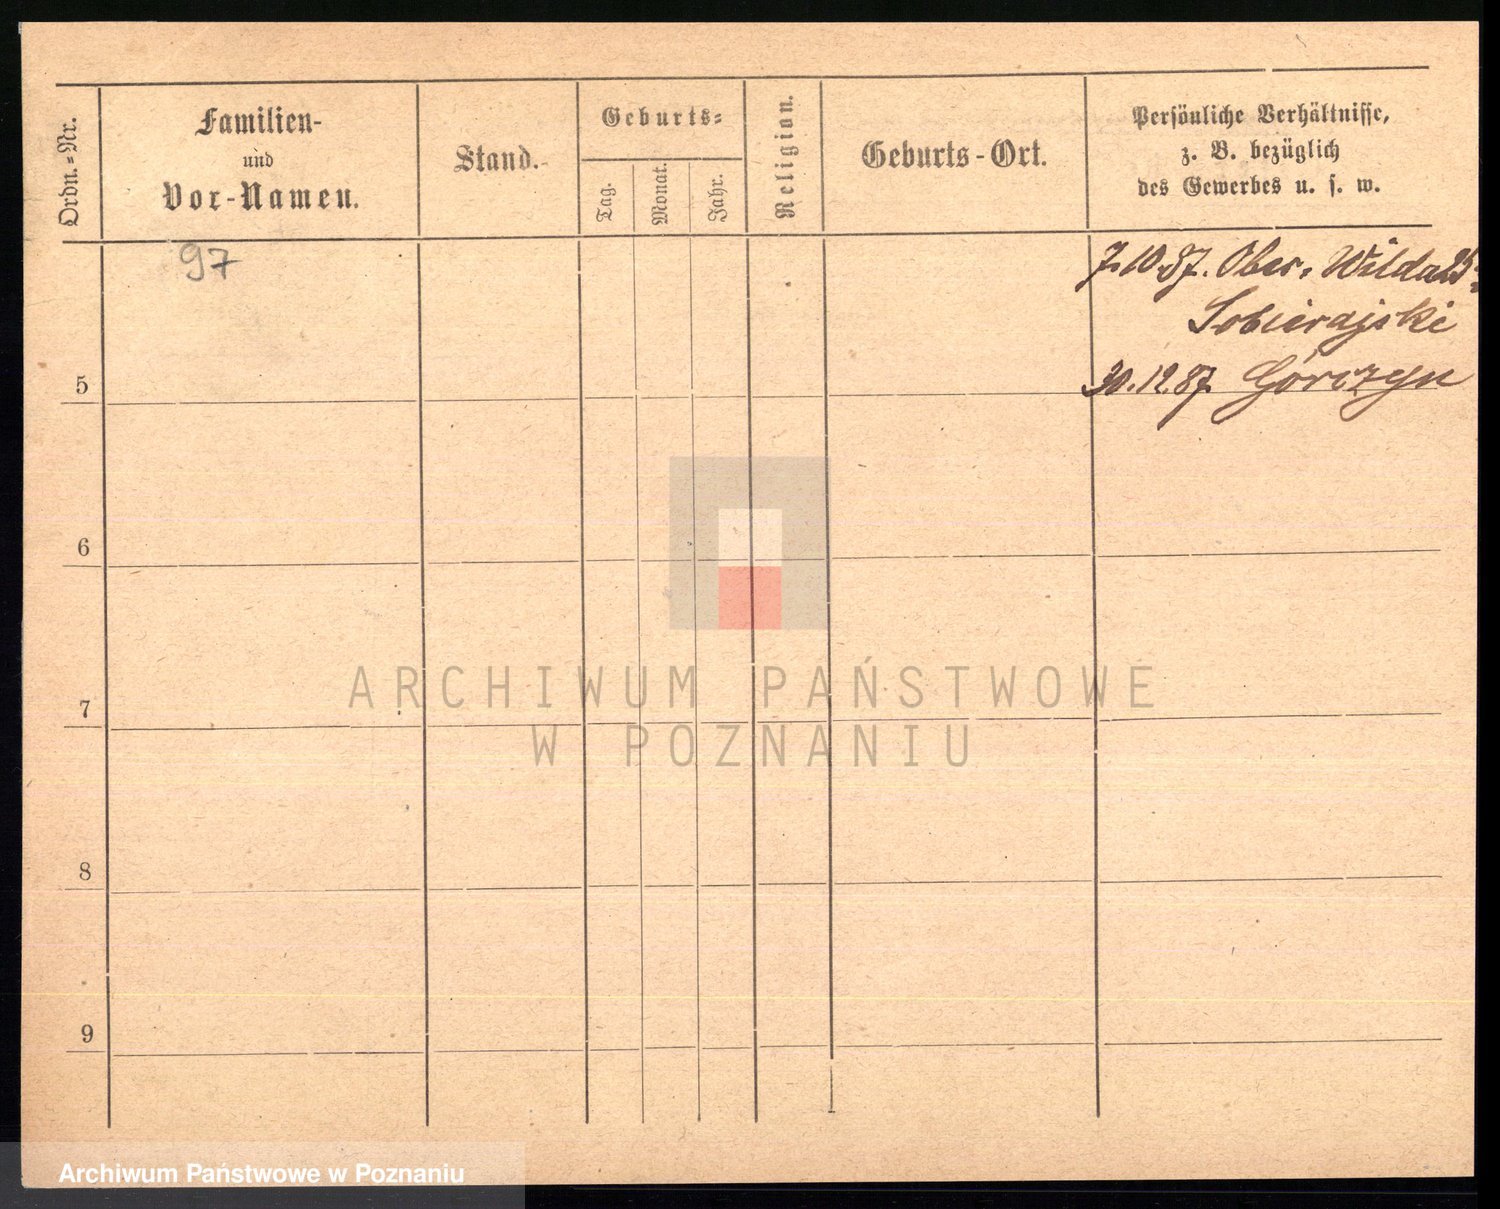 Ordn.=Nr.
Familien-
und
Vor-Namen.
Stand.
Geburts=
Tag.
Monat.
Jahr.
Religion.
Geburts-Ort.
Persönliche Verhältnisse,
z. B. bezüglich
des Gewerbes u. s. w.
97
7.10.87. Ober-Wilda 25
Sobierajski
30.12.87. Górczyn
5
6
7
8
9
ARCHIWUM PAŃSTWOWE
W POZNANIU
Archiwum Państwowe w Poznaniu